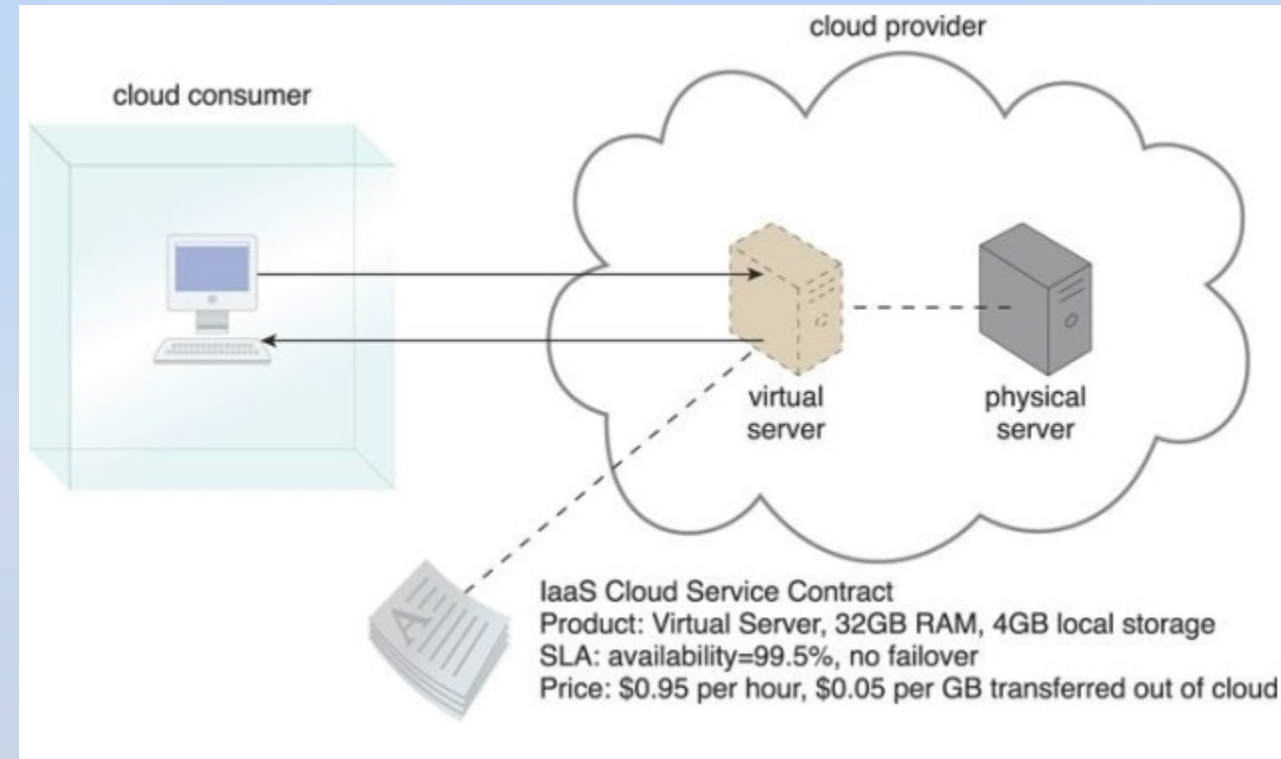 cloud provider
cloud consumer
virtual
server
physical
server
A
IaaS Cloud Service Contract
Product: Virtual Server, 32GB RAM, 4GB local storage
SLA: availability=99.5%, no failover
Price: $0.95 per hour, $0.05 per GB transferred out of cloud